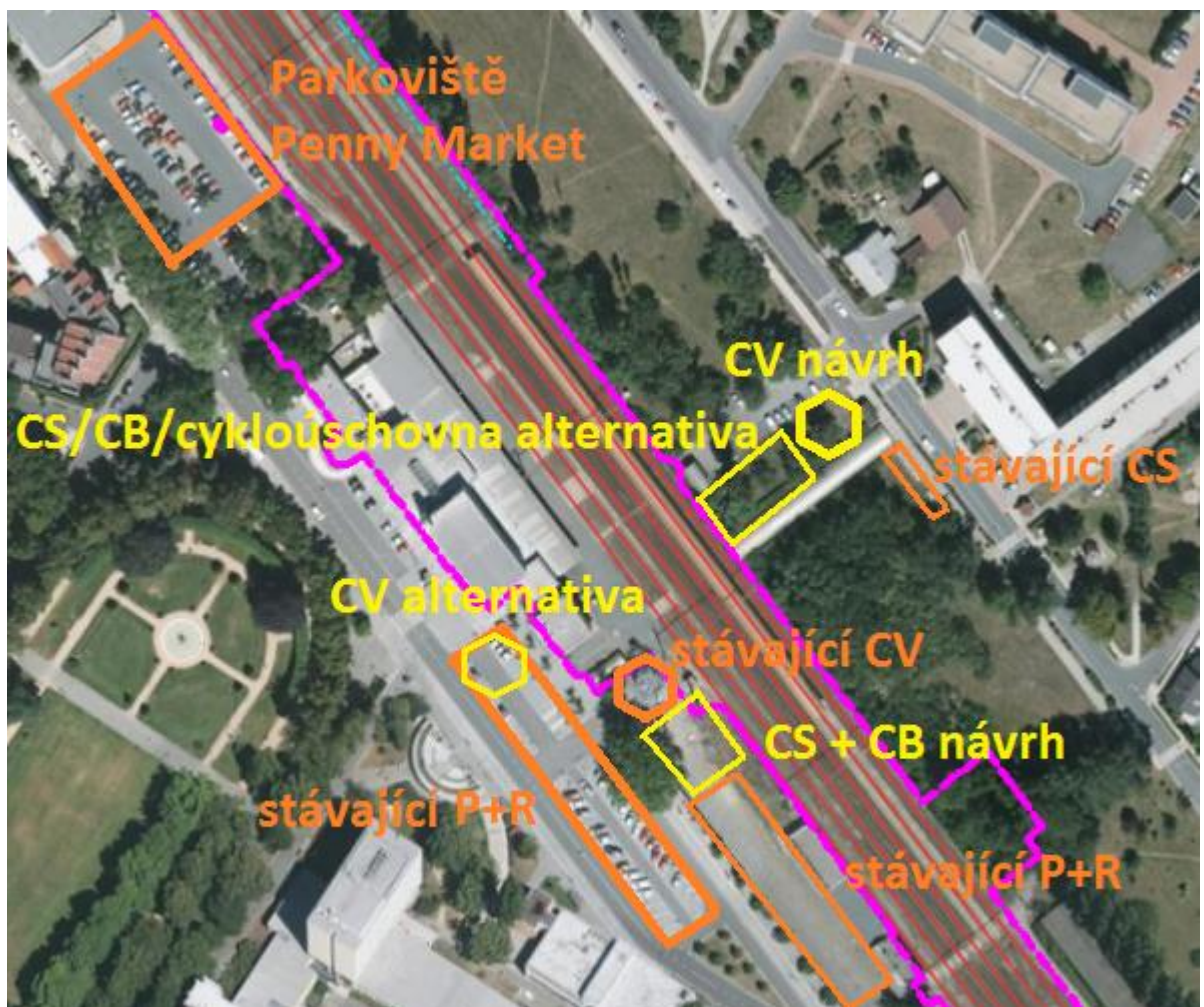 Parkoviště
Penny Market
CV návrh
CS/CB/cykloúschovna alternativa
stávající CS
CV alternativa
stávající CV
CS + CB návrh
stávající P+R
stávající P+R